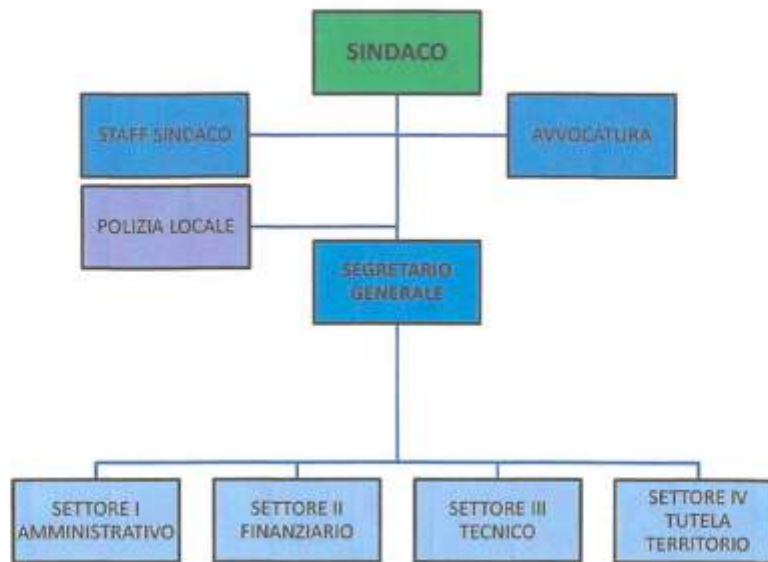 SINDACO
STAFF SINDACO
AVVOCATURA
POLIZIA LOCALE
SEGRETARIO
GENERALE
SETTORE I
AMMINISTRATIVO
SETTORE II
FINANZIARIO
SETTORE III
TECNICO
SETTORE IV
TUTELA
TERRITORIO